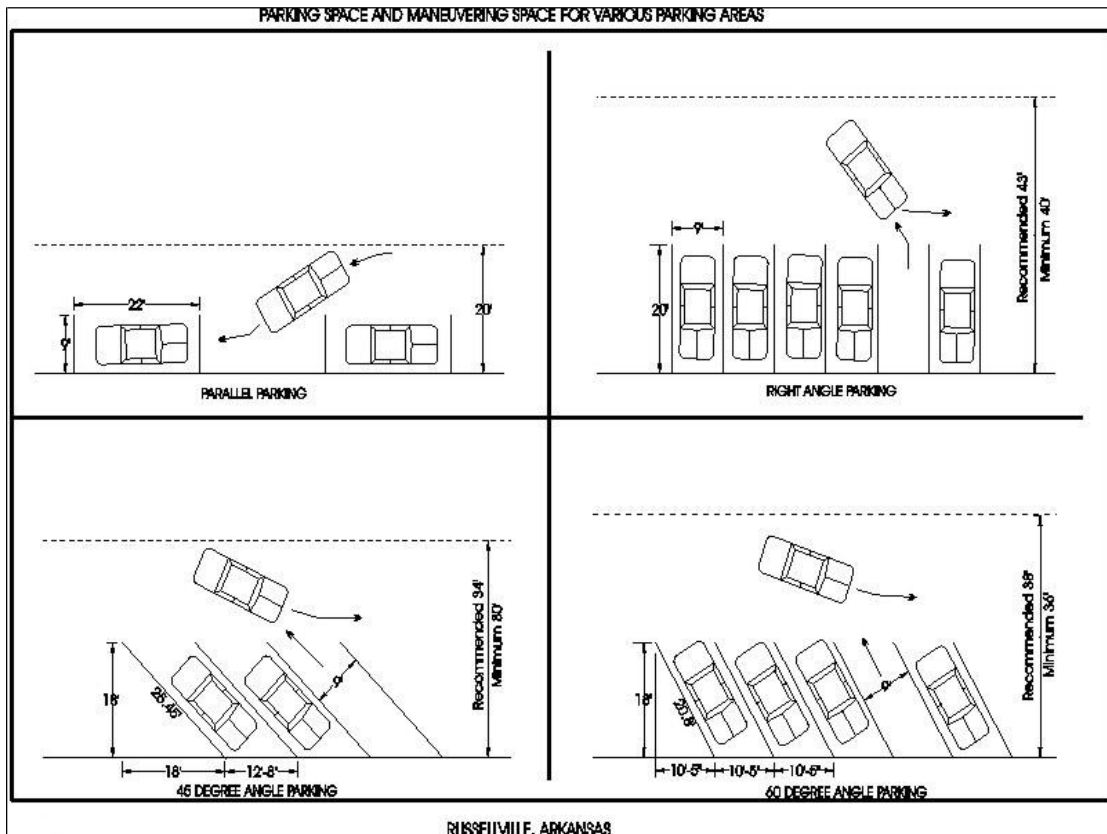 PARKING SPACE AND MANEUVERING SPACE FOR VARIOUS PARKING AREAS
22'
9'
20'
PARALLEL PARKING
9'
20'
Recommended 43'
Minimum 40'
RIGHT ANGLE PARKING
18'
25.45'
9'
Recommended 34'
Minimum 80'
18'
12'-8'
45 DEGREE ANGLE PARKING
18'
20.8'
9'
Recommended 38'
Minimum 36'
10'-5"
10'-5"
10'-5"
60 DEGREE ANGLE PARKING
RUSSELLVILLE, ARKANSAS